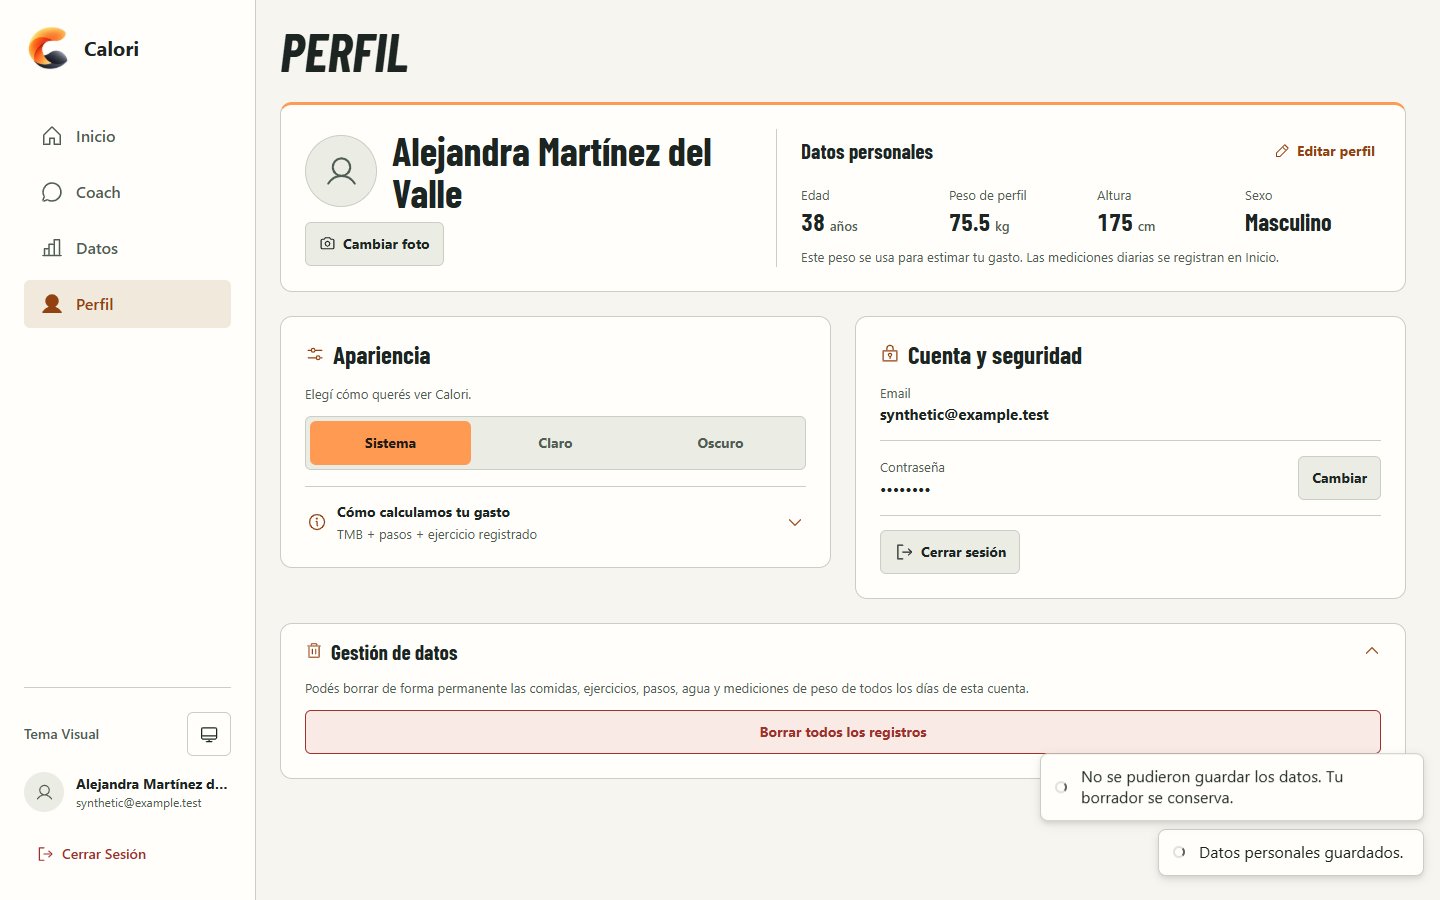 Calori
Inicio
Coach
Datos
Perfil
Tema Visual
Alejandra Martínez d...
synthetic@example.test
Cerrar Sesión
PERFIL
Alejandra Martínez del
Valle
Cambiar foto
Datos personales
Editar perfil
Edad
Peso de perfil
Altura
Sexo
38 años
75.5 kg
175 cm
Masculino
Este peso se usa para estimar tu gasto. Las mediciones diarias se registran en Inicio.
Apariencia
Elegí cómo querés ver Calori.
Sistema
Claro
Oscuro
Cómo calculamos tu gasto
TMB + pasos + ejercicio registrado
Cuenta y seguridad
Email
synthetic@example.test
Contraseña
••••••••
Cambiar
Cerrar sesión
Gestión de datos
Podés borrar de forma permanente las comidas, ejercicios, pasos, agua y mediciones de peso de todos los días de esta cuenta.
Borrar todos los registros
No se pudieron guardar los datos. Tu
borrador se conserva.
Datos personales guardados.